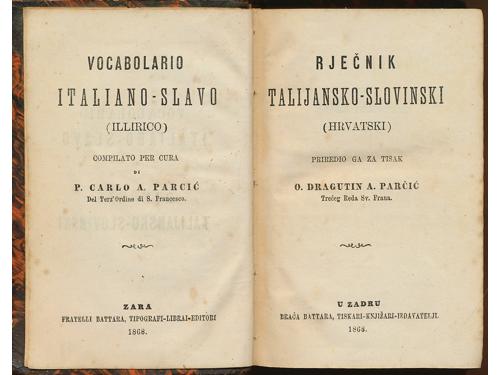 VOCABOLARIO
ITALIANO-SLAVO
(ILLIRICO)
COMPILATO PER CURA
DI
P. CARLO A. PARCIĆ
Del Terz'Ordine di S. Francesco.
ZARA
FRATELLI BATTARA, TIPOGRAFI-LIBRAI-EDITORI
1868.
RJEČNIK
TALIJANSKO-SLOVINSKI
(HRVATSKI)
PRIREDIO GA ZA TISAK
O. DRAGUTIN A. PARČIĆ
Trećeg Reda Sv. Frana.
U ZADRU
BRAĆA BATTARA, TISKARI-KNJIŽARI-IZDAVATELJI.
1868.